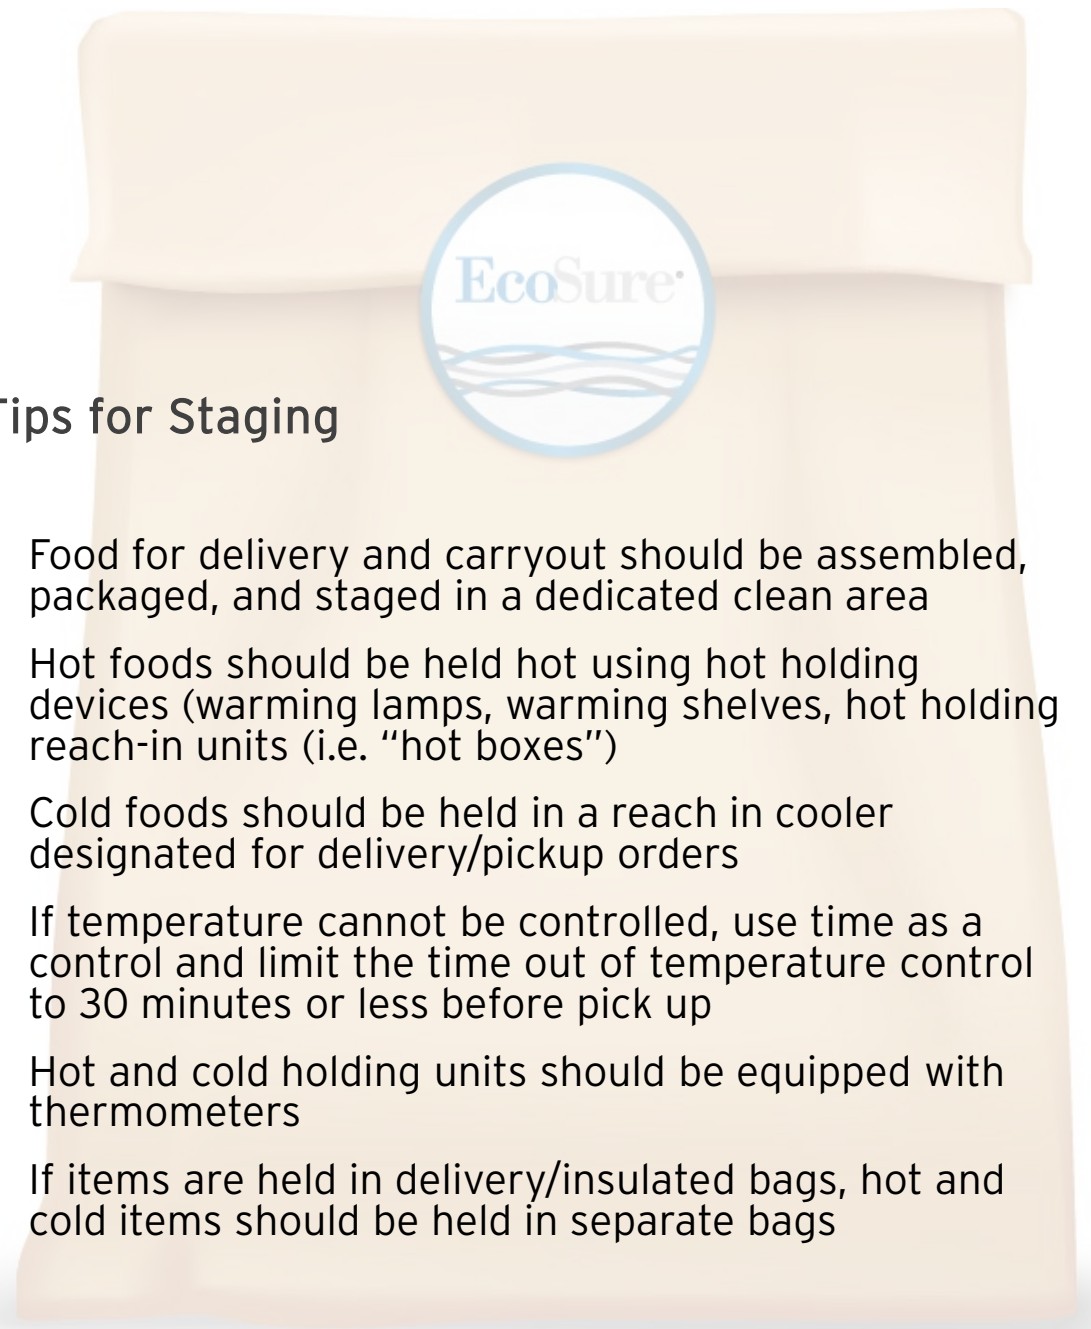 EcoSure
Tips for Staging
Food for delivery and carryout should be assembled,
packaged, and staged in a dedicated clean area
Hot foods should be held hot using hot holding
devices (warming lamps, warming shelves, hot holding
reach-in units (i.e. “hot boxes”)
Cold foods should be held in a reach in cooler
designated for delivery/pickup orders
If temperature cannot be controlled, use time as a
control and limit the time out of temperature control
to 30 minutes or less before pick up
Hot and cold holding units should be equipped with
thermometers
If items are held in delivery/insulated bags, hot and
cold items should be held in separate bags